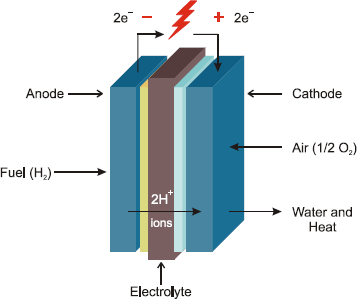 2e⁻ − + 2e⁻
Anode
Cathode
Air (1/2 O₂)
Fuel (H₂)
2H⁺
ions
Water and
Heat
Electrolyte